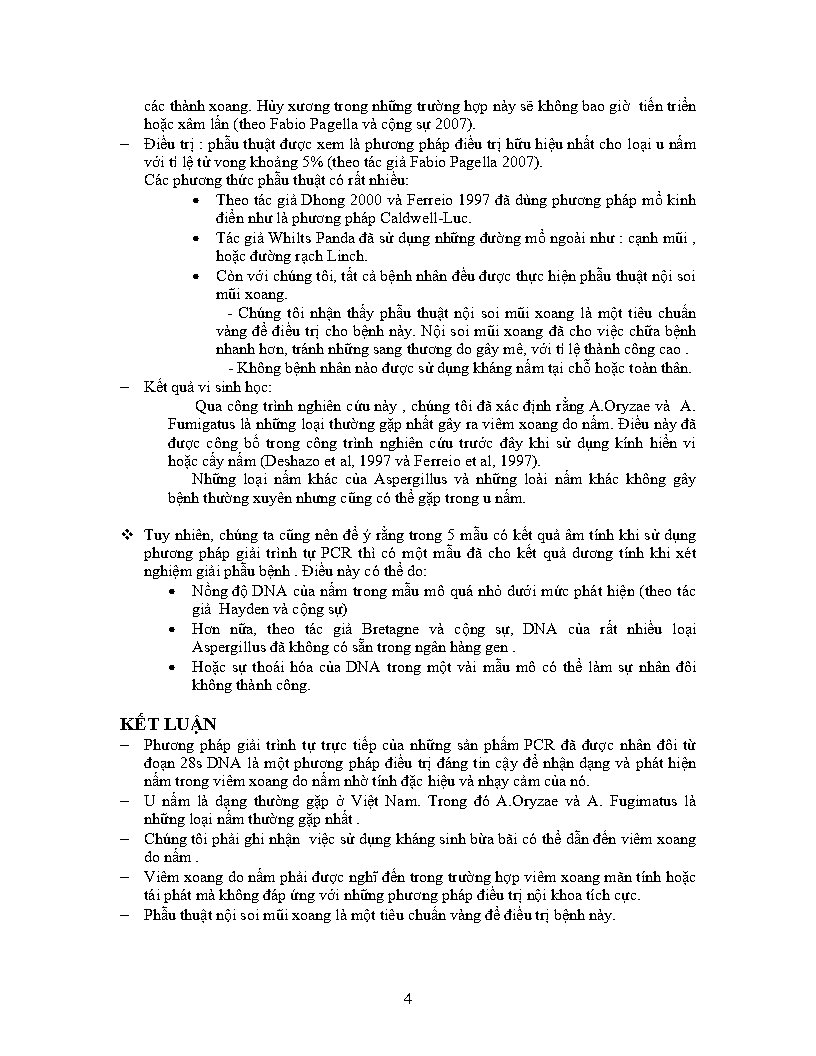 các thành xoang. Hủy xương trong những trường hợp này sẽ không bao giờ  tiến triển
hoặc xâm lấn (theo Fabio Pagella và cộng sự 2007).
– Điều trị : phẫu thuật được xem là phương pháp điều trị hữu hiệu nhất cho loại u nấm
với tỉ lệ tử vong khoảng 5% (theo tác giả Fabio Pagella 2007).
Các phương thức phẫu thuật có rất nhiều:
• Theo tác giả Dhong 2000 và Ferreio 1997 đã dùng phương pháp mổ kinh
điển như là phương pháp Caldwell-Luc.
• Tác giả Whilts Panda đã sử dụng những đường mổ ngoài như : cạnh mũi ,
hoặc đường rạch Linch.
• Còn với chúng tôi, tất cả bệnh nhân đều được thực hiện phẫu thuật nội soi
mũi xoang.
- Chúng tôi nhận thấy phẫu thuật nội soi mũi xoang là một tiêu chuẩn
vàng để điều trị cho bệnh này. Nội soi mũi xoang đã cho việc chữa bệnh
nhanh hơn, tránh những sang thương do gây mê, với tỉ lệ thành công cao .
- Không bệnh nhân nào được sử dụng kháng nấm tại chỗ hoặc toàn thân.
– Kết quả vi sinh học:
Qua công trình nghiên cứu này , chúng tôi đã xác định rằng A.Oryzae và  A.
Fumigatus là những loại thường gặp nhất gây ra viêm xoang do nấm. Điều này đã
được công bố trong công trình nghiên cứu trước đây khi sử dụng kính hiển vi
hoặc cấy nấm (Deshazo et al, 1997 và Ferreio et al, 1997).
Những loại nấm khác của Aspergillus và những loài nấm khác không gây
bệnh thường xuyên nhưng cũng có thể gặp trong u nấm.
❖ Tuy nhiên, chúng ta cũng nên để ý rằng trong 5 mẫu có kết quả âm tính khi sử dụng
phương pháp giải trình tự PCR thì có một mẫu đã cho kết quả dương tính khi xét
nghiệm giải phẫu bệnh . Điều này có thể do:
• Nồng độ DNA của nấm trong mẫu mô quá nhỏ dưới mức phát hiện (theo tác
giả  Hayden và cộng sự)
• Hơn nữa, theo tác giả Bretagne và cộng sự, DNA của rất nhiều loại
Aspergillus đã không có sẵn trong ngân hàng gen .
• Hoặc sự thoái hóa của DNA trong một vài mẫu mô có thể làm sự nhân đôi
không thành công.
KẾT LUẬN
– Phương pháp giải trình tự trực tiếp của những sản phẩm PCR đã được nhân đôi từ
đoạn 28s DNA là một phương pháp điều trị đáng tin cậy để nhận dạng và phát hiện
nấm trong viêm xoang do nấm nhờ tính đặc hiệu và nhạy cảm của nó.
– U nấm là dạng thường gặp ở Việt Nam. Trong đó A.Oryzae và A. Fugimatus là
những loại nấm thường gặp nhất .
– Chúng tôi phải ghi nhận  việc sử dụng kháng sinh bừa bãi có thể dẫn đến viêm xoang
do nấm .
– Viêm xoang do nấm phải được nghĩ đến trong trường hợp viêm xoang mãn tính hoặc
tái phát mà không đáp ứng với những phương pháp điều trị nội khoa tích cực.
– Phẫu thuật nội soi mũi xoang là một tiêu chuẩn vàng để điều trị bệnh này.
4